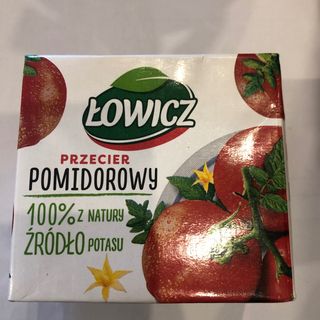 ŁOWICZ
PRZECIER
POMIDOROWY
100% Z NATURY
ŹRÓDŁO POTASU